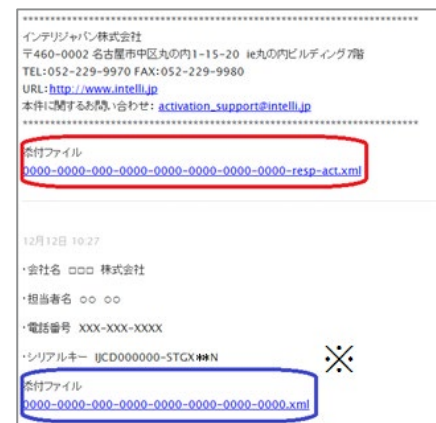 ****************************************************************************
インテリジャパン株式会社
〒460-0002 名古屋市中区丸の内1-15-20 ie丸の内ビルディング7階
TEL:052-229-9970 FAX:052-229-9980
URL:http://www.intelli.jp
本件に関するお問い合わせ: activation_support@intelli.jp
****************************************************************************
添付ファイル
0000-0000-000-0000-0000-0000-0000-0000-resp-act.xml
12月12日 10:27
・会社名 □□□ 株式会社
・担当者名 ○○ ○○
・電話番号 XXX-XXX-XXXX
・シリアルキー IJCD000000-STGX**N
※
添付ファイル
0000-0000-000-0000-0000-0000-0000-0000.xml